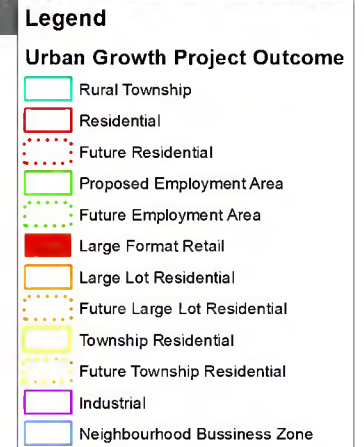 Legend
Urban Growth Project Outcome
Rural Township
Residential
Future Residential
Proposed Employment Area
Future Employment Area
Large Format Retail
Large Lot Residential
Future Large Lot Residential
Township Residential
Future Township Residential
Industrial
Neighbourhood Bussiness Zone